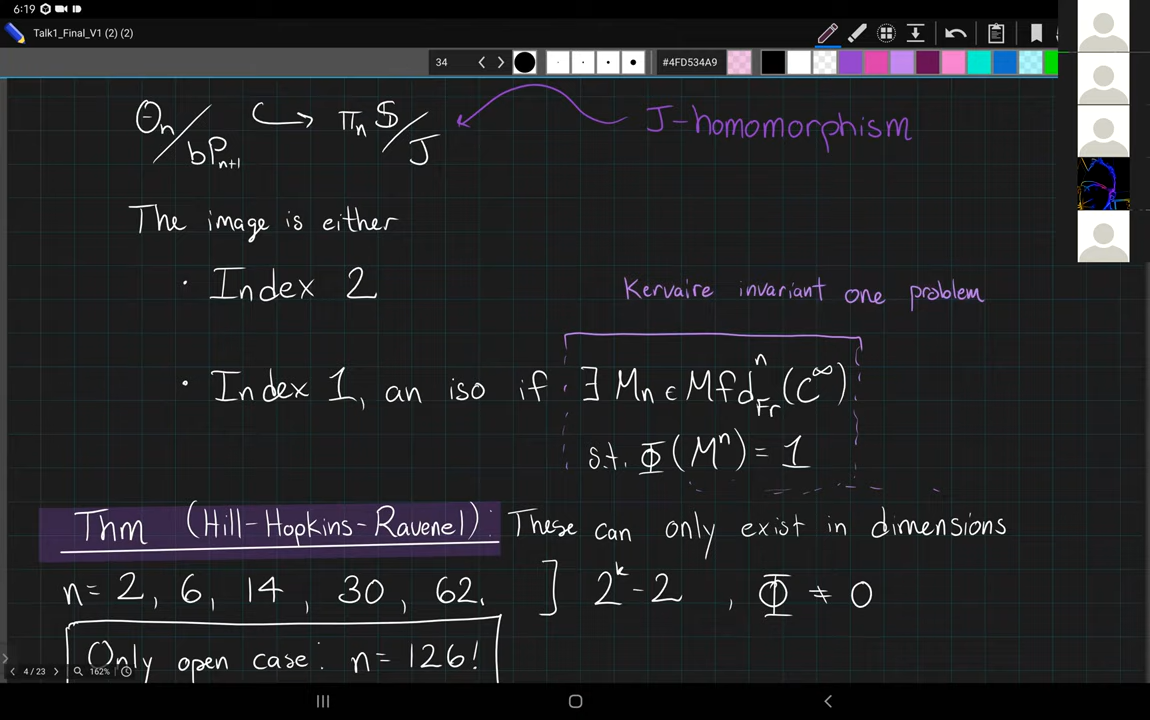 6:19
Talk1_Final_V1 (2) (2)
34
#4FD534A9
Θn/bPn+1 ↪ πn $/J
J-homomorphism
The image is either
· Index 2
Kervaire invariant one problem
· Index 1, an iso if ∃ Mn ∈ Mfd^n_Fr (C^∞)
s.t. Φ(M^n) = 1
Thm (Hill-Hopkins-Ravenel): These can only exist in dimensions
n = 2, 6, 14, 30, 62. ] 2^k - 2 , Φ ≠ 0
Only open case: n = 126!
4 / 23
162%